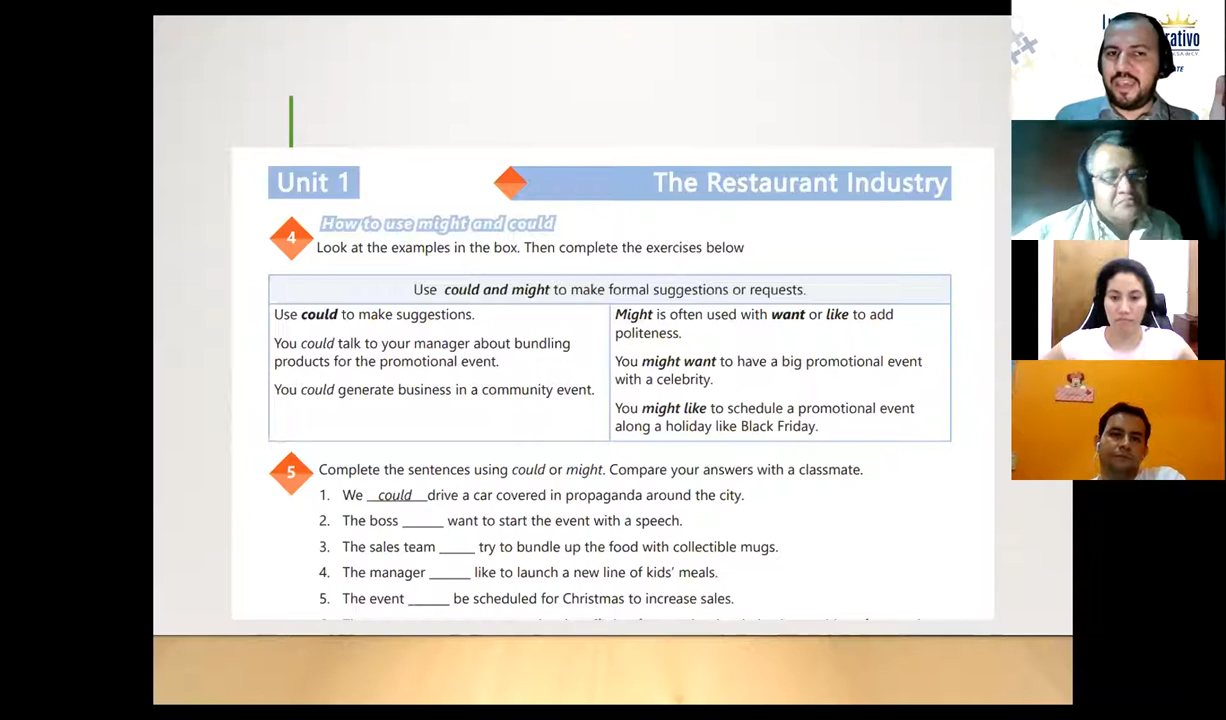 Unit 1
The Restaurant Industry
How to use might and could
4
Look at the examples in the box. Then complete the exercises below
Use could and might to make formal suggestions or requests.
Use could to make suggestions.
You could talk to your manager about bundling
products for the promotional event.
You could generate business in a community event.
Might is often used with want or like to add
politeness.
You might want to have a big promotional event
with a celebrity.
You might like to schedule a promotional event
along a holiday like Black Friday.
5
Complete the sentences using could or might. Compare your answers with a classmate.
1. We __could__drive a car covered in propaganda around the city.
2. The boss ______ want to start the event with a speech.
3. The sales team _____ try to bundle up the food with collectible mugs.
4. The manager ______ like to launch a new line of kids' meals.
5. The event ______ be scheduled for Christmas to increase sales.